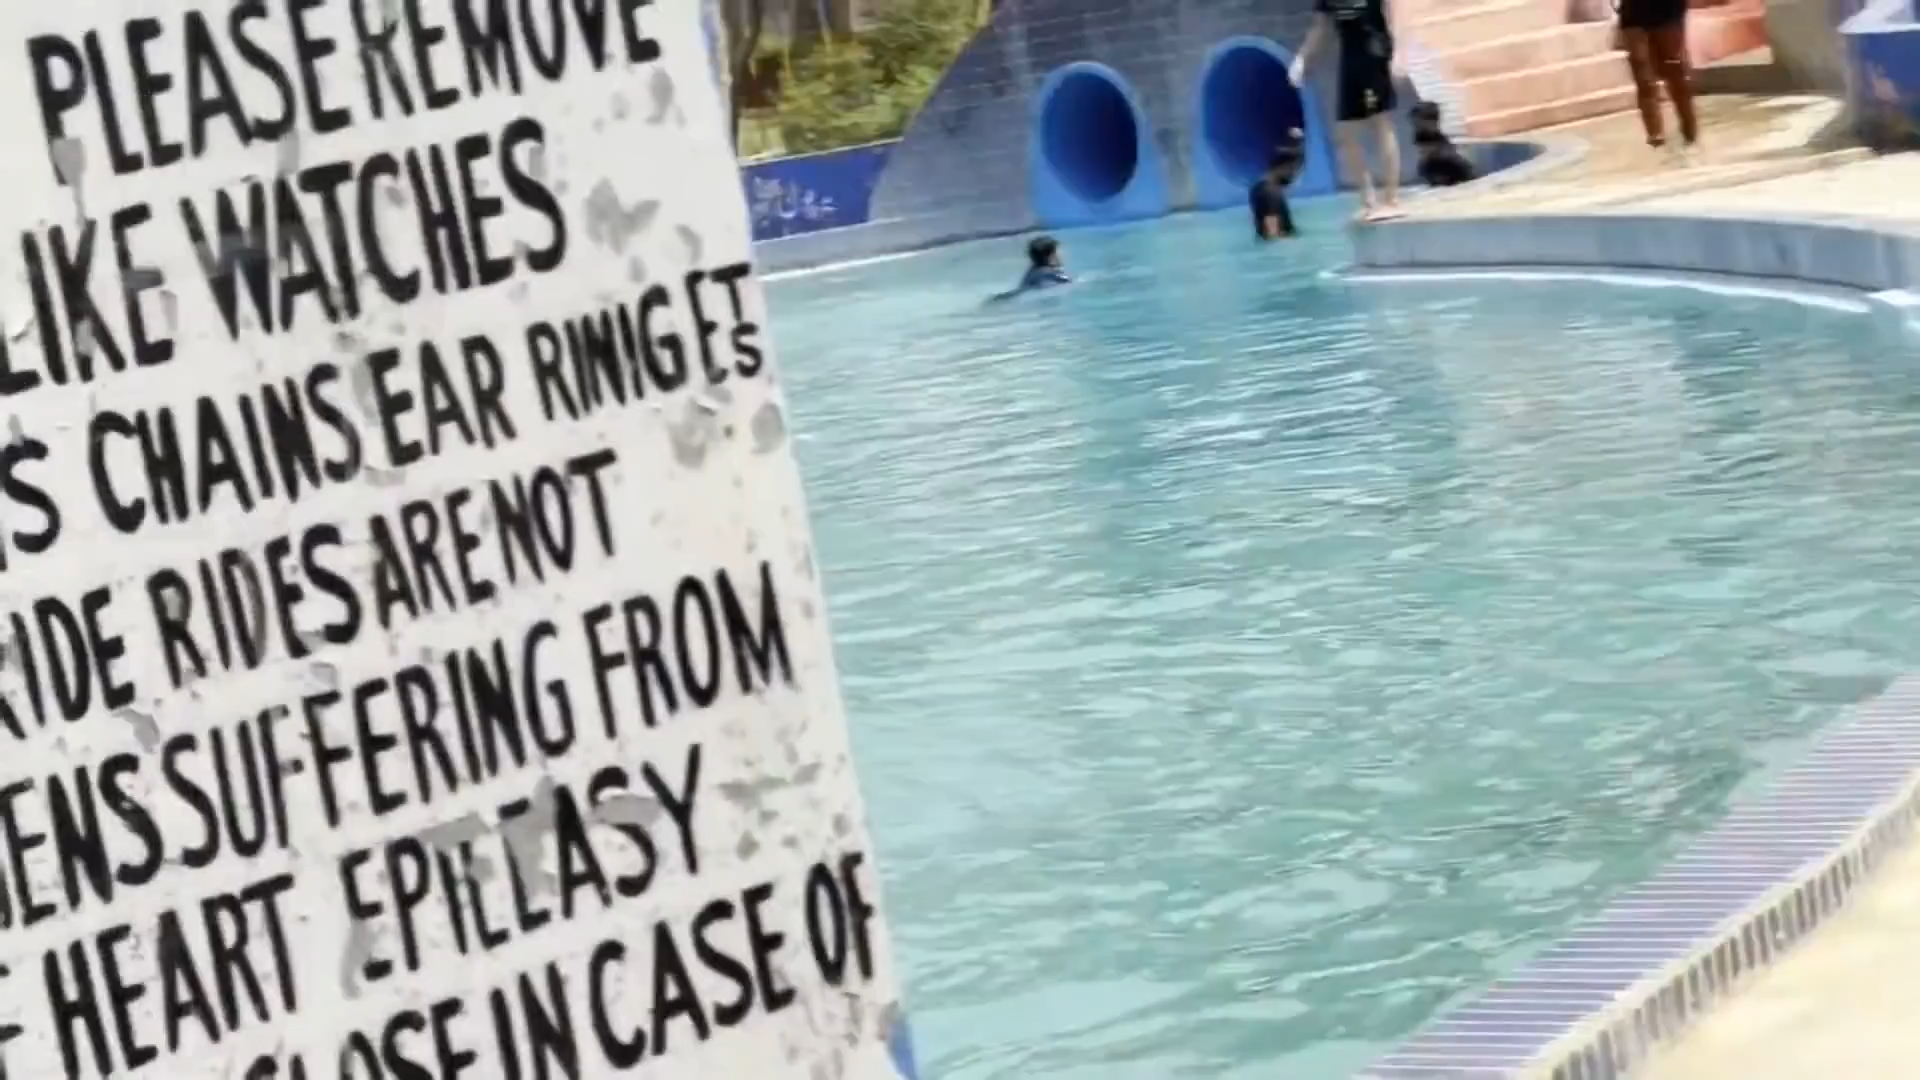 PLEASE REMOVE
LIKE WATCHES
S CHAINS EAR RINIG ETS
IDE RIDES ARE NOT
ENS SUFFERING FROM
HEART EPILLASY
CLOSE IN CASE OF